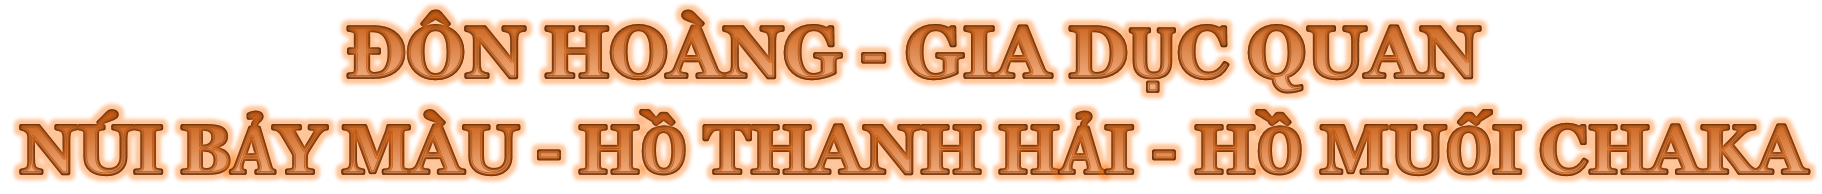 ĐÔN HOÀNG - GIA DỤC QUAN
NÚI BẢY MÀU - HỒ THANH HẢI - HỒ MUỐI CHAKA